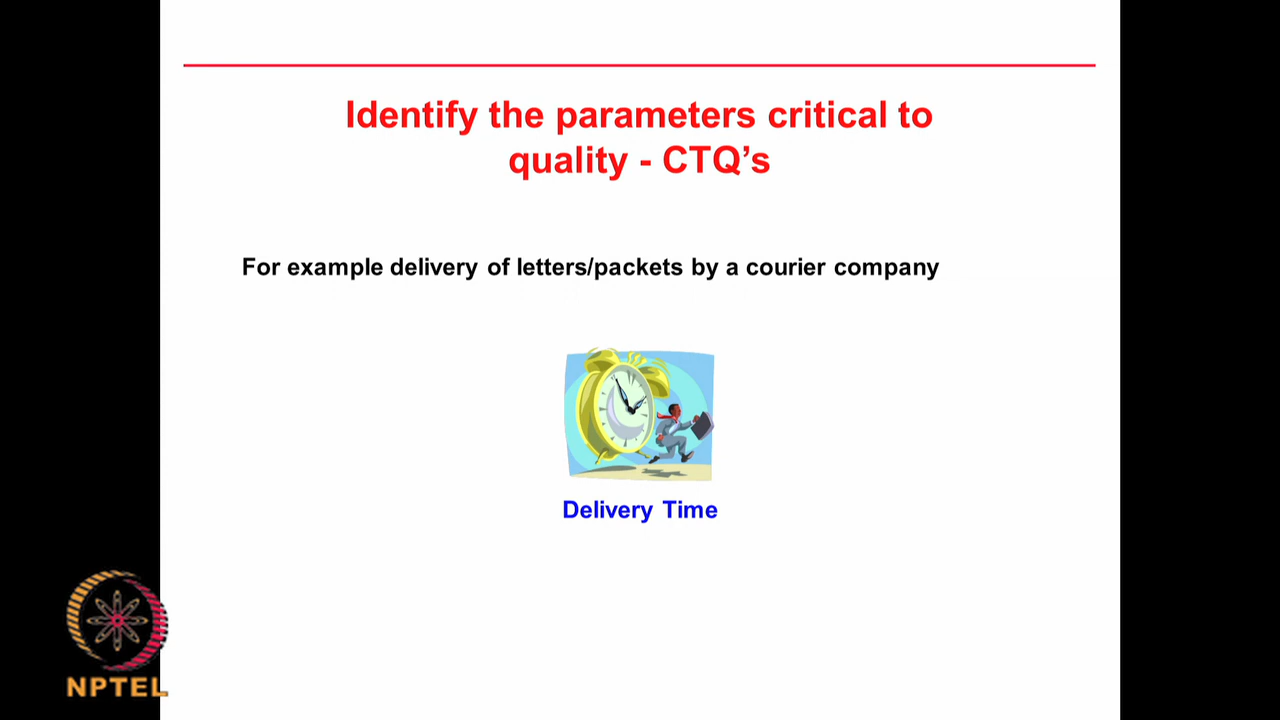 Identify the parameters critical to
quality - CTQ’s
For example delivery of letters/packets by a courier company
Delivery Time
NPTEL